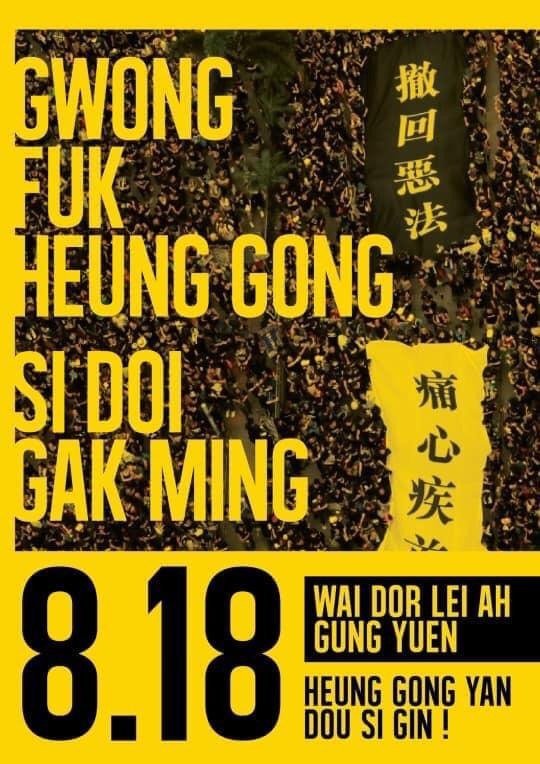 GWONG
FUK
HEUNG GONG
SI DOI
GAK MING
撤回惡法
痛心疾
8.18
WAI DOR LEI AH
GUNG YUEN
HEUNG GONG YAN
DOU SI GIN !